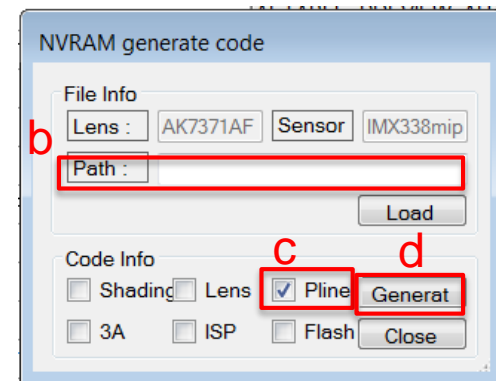 NVRAM generate code
File Info
Lens : AK7371AF Sensor IMX338mip
b
Path :
Load
Code Info
c d
Shading Lens Pline Generat
3A ISP Flash Close